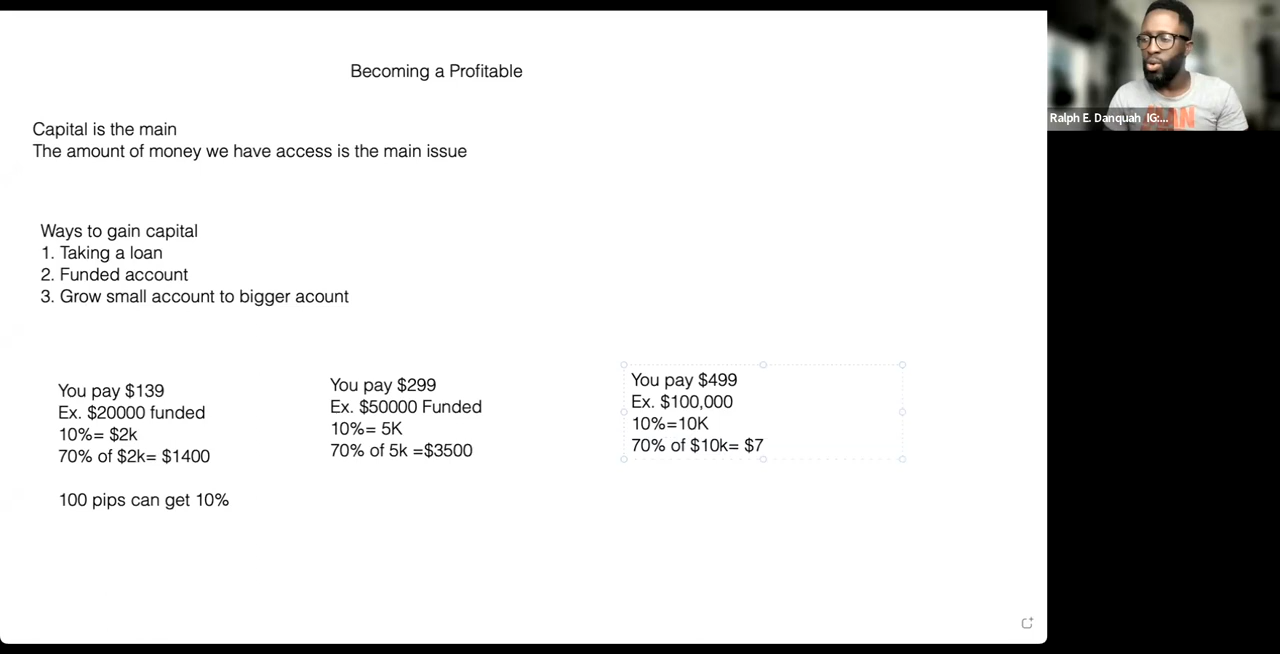 Becoming a Profitable
Ralph E. Danquah IG:...
Capital is the main
The amount of money we have access is the main issue
Ways to gain capital
1. Taking a loan
2. Funded account
3. Grow small account to bigger acount
You pay $139
Ex. $20000 funded
10%= $2k
70% of $2k= $1400
100 pips can get 10%
You pay $299
Ex. $50000 Funded
10%= 5K
70% of 5k =$3500
You pay $499
Ex. $100,000
10%=10K
70% of $10k= $7